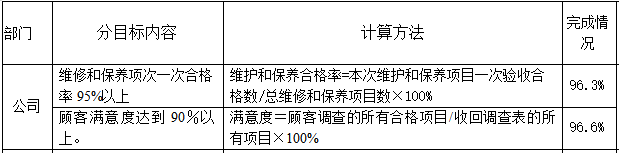 部门 分目标内容 计算方法 完成情况
公司 维修和保养项次一次合格率95%以上 维护和保养合格率=本次维护和保养项目一次验收合格数/总维修和保养项目数×100% 96.3%
顾客满意度达到90%以上。 满意度＝顾客调查的所有合格项目/收回调查表的所有项目×100% 96.6%